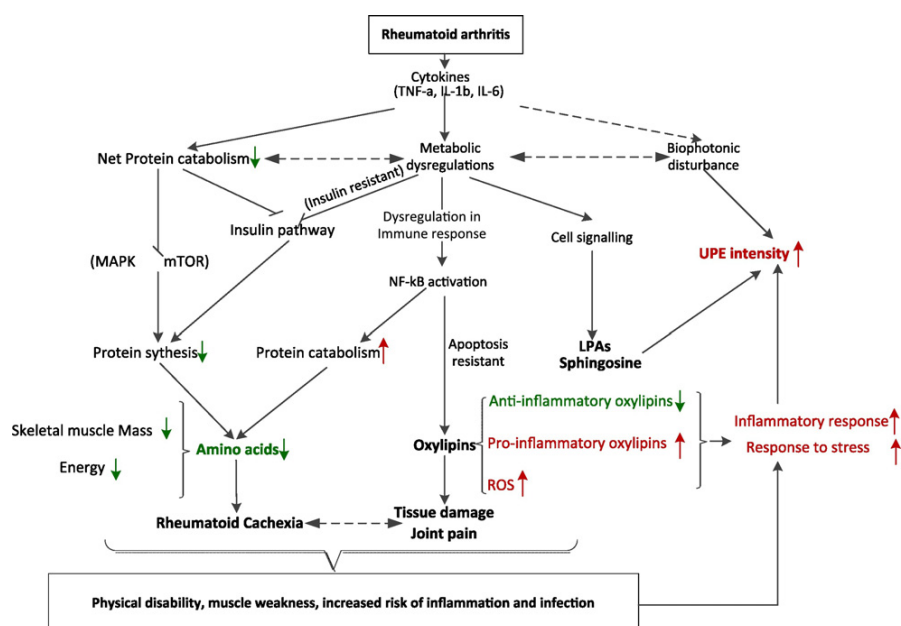 Rheumatoid arthritis
Cytokines
(TNF-a, IL-1b, IL-6)
Net Protein catabolism
Metabolic
dysregulations
Biophotonic
disturbance
(Insulin resistant)
Insulin pathway
Dysregulation in
Immune response
Cell signalling
UPE intensity
(MAPK mTOR)
NF-kB activation
Protein sythesis
Protein catabolism
Apoptosis
resistant
LPAs
Sphingosine
Anti-inflammatory oxylipins
Skeletal muscle Mass
Energy
Amino acids
Oxylipins
Pro-inflammatory oxylipins
ROS
Inflammatory response
Response to stress
Rheumatoid Cachexia
Tissue damage
Joint pain
Physical disability, muscle weakness, increased risk of inflammation and infection